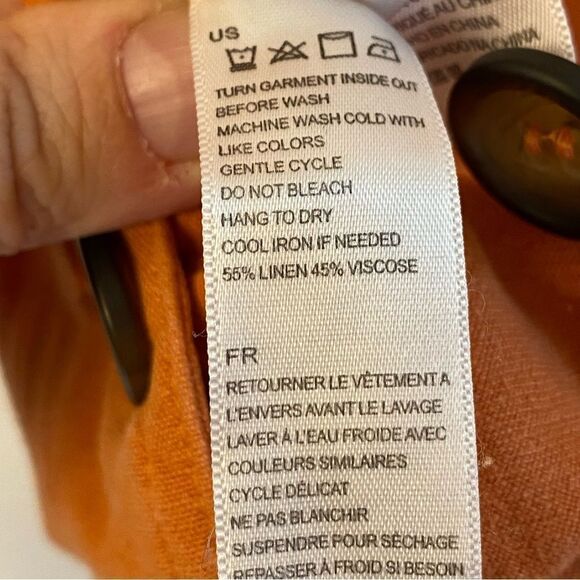 US
TURN GARMENT INSIDE OUT
BEFORE WASH
MACHINE WASH COLD WITH
LIKE COLORS
GENTLE CYCLE
DO NOT BLEACH
HANG TO DRY
COOL IRON IF NEEDED
55% LINEN 45% VISCOSE
FR
RETOURNER LE VÊTEMENT A
L'ENVERS AVANT LE LAVAGE
LAVER À L'EAU FROIDE AVEC
COULEURS SIMILAIRES
CYCLE DÉLICAT
NE PAS BLANCHIR
SUSPENDRE POUR SÉCHAGE
REPASSER À FROID SI BESOIN